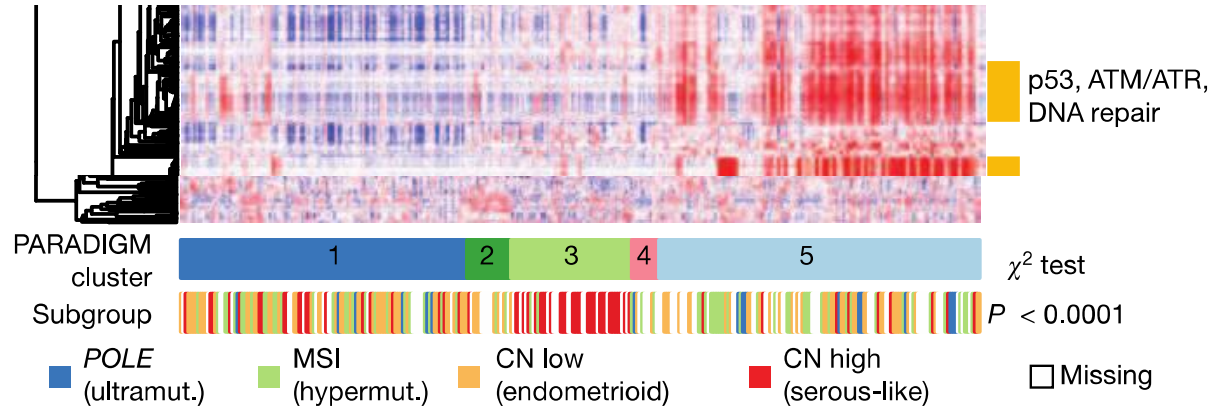 p53, ATM/ATR,
DNA repair
PARADIGM
cluster
1
2
3
4
5
χ² test
Subgroup
P < 0.0001
POLE
(ultramut.)
MSI
(hypermut.)
CN low
(endometrioid)
CN high
(serous-like)
Missing